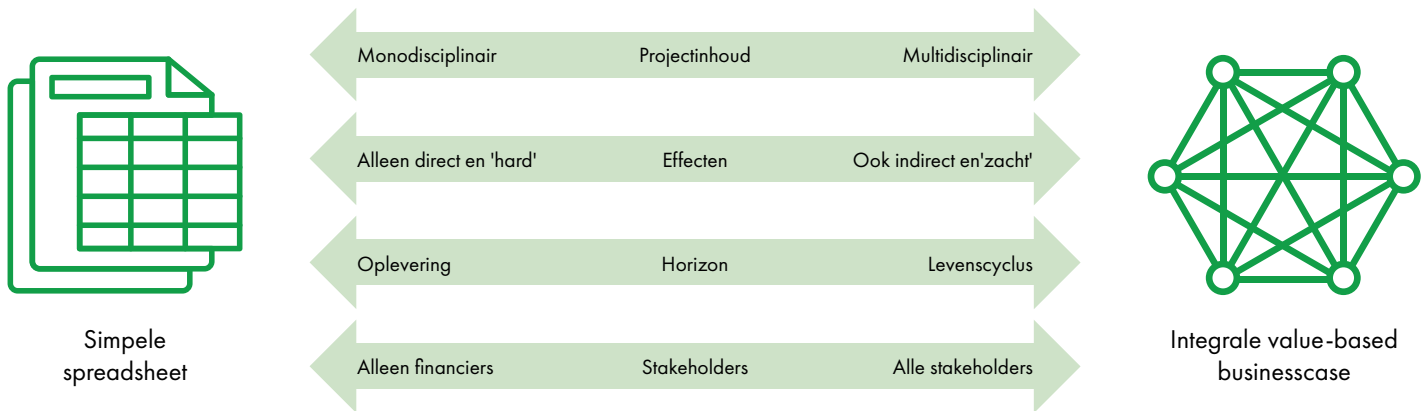 Monodisciplinair Projectinhoud Multidisciplinair
Alleen direct en 'hard' Effecten Ook indirect en'zacht'
Oplevering Horizon Levenscyclus
Alleen financiers Stakeholders Alle stakeholders
Simpele
spreadsheet
Integrale value-based
businesscase